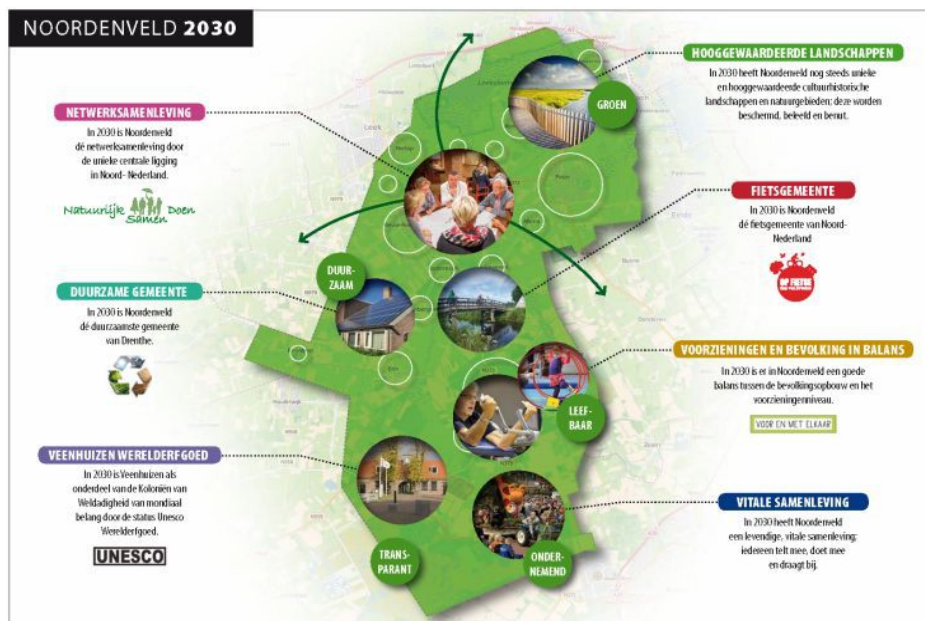 NOORDENVELD 2030
HOOGGEWAARDEERDE LANDSCHAPPEN
In 2030 heeft Noordenveld nog steeds unieke
en hooggewaardeerde cultuurhistorische
landschappen en natuurgebieden; deze worden
beschermd, beleefd en benut.
GROEN
NETWERKSAMENLEVING
In 2030 is Noordenveld
dé netwerksamenleving door
de unieke centrale ligging
in Noord- Nederland.
Natuurlijk
Samen
Doen
Leek
FIETSGEMEENTE
In 2030 is Noordenveld
dé fietsgemeente van Noord-
Nederland
OP FIETSE
DUUR-
ZAAM
DUURZAME GEMEENTE
In 2030 is Noordenveld
dé duurzaamste gemeente
van Drenthe.
VOORZIENINGEN EN BEVOLKING IN BALANS
In 2030 is er in Noordenveld een goede
balans tussen de bevolkingsopbouw en het
voorzieningenniveau.
VOOR EN MET ELKAAR
LEEF-
BAAR
VEENHUIZEN WERELDERFGOED
In 2030 is Veenhuizen als
onderdeel van de Koloniën van
Weldadigheid van mondiaal
belang door de status Unesco
Werelderfgoed.
UNESCO
VITALE SAMENLEVING
In 2030 heeft Noordenveld
een levendige, vitale samenleving;
iedereen telt mee, doet mee
en draagt bij.
TRANS-
PARANT
ONDER-
NEMEND